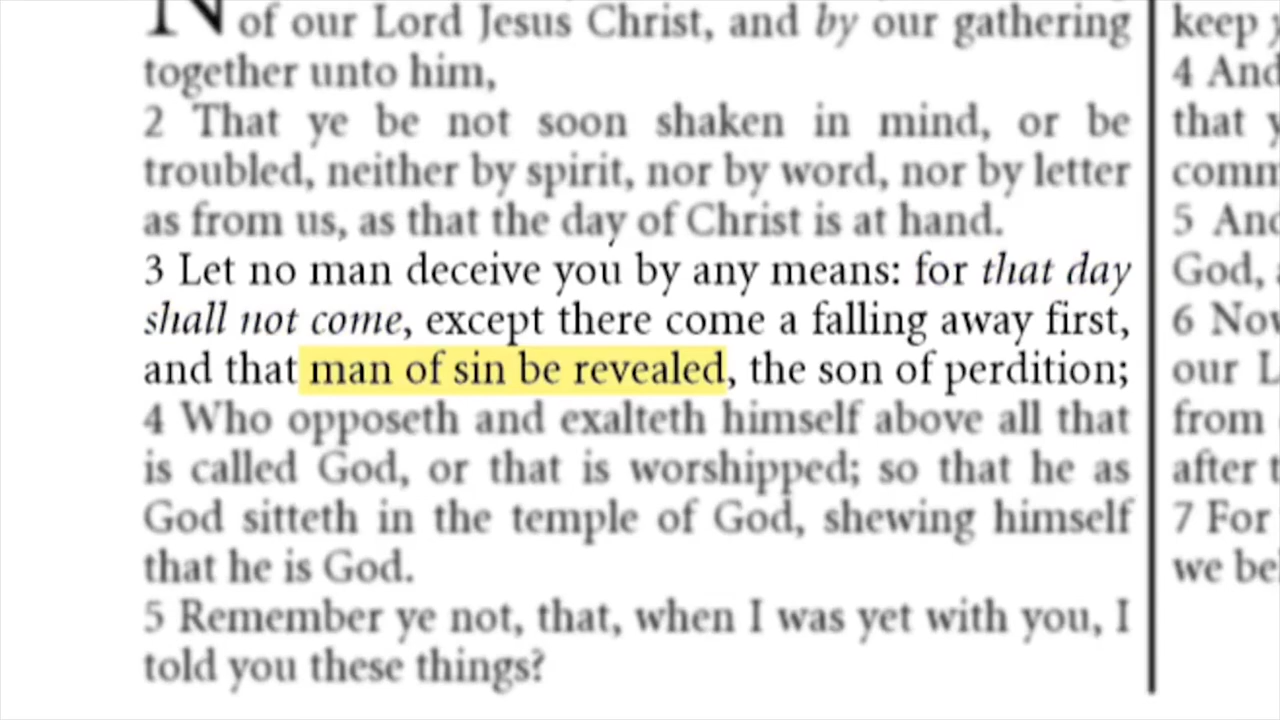 N of our Lord Jesus Christ, and by our gathering
together unto him,
2 That ye be not soon shaken in mind, or be
troubled, neither by spirit, nor by word, nor by letter
as from us, as that the day of Christ is at hand.
3 Let no man deceive you by any means: for that day
shall not come, except there come a falling away first,
and that man of sin be revealed, the son of perdition;
4 Who opposeth and exalteth himself above all that
is called God, or that is worshipped; so that he as
God sitteth in the temple of God, shewing himself
that he is God.
5 Remember ye not, that, when I was yet with you, I
told you these things?
keep
4 And
that
5
God,
6
our
from
after
7 For
we